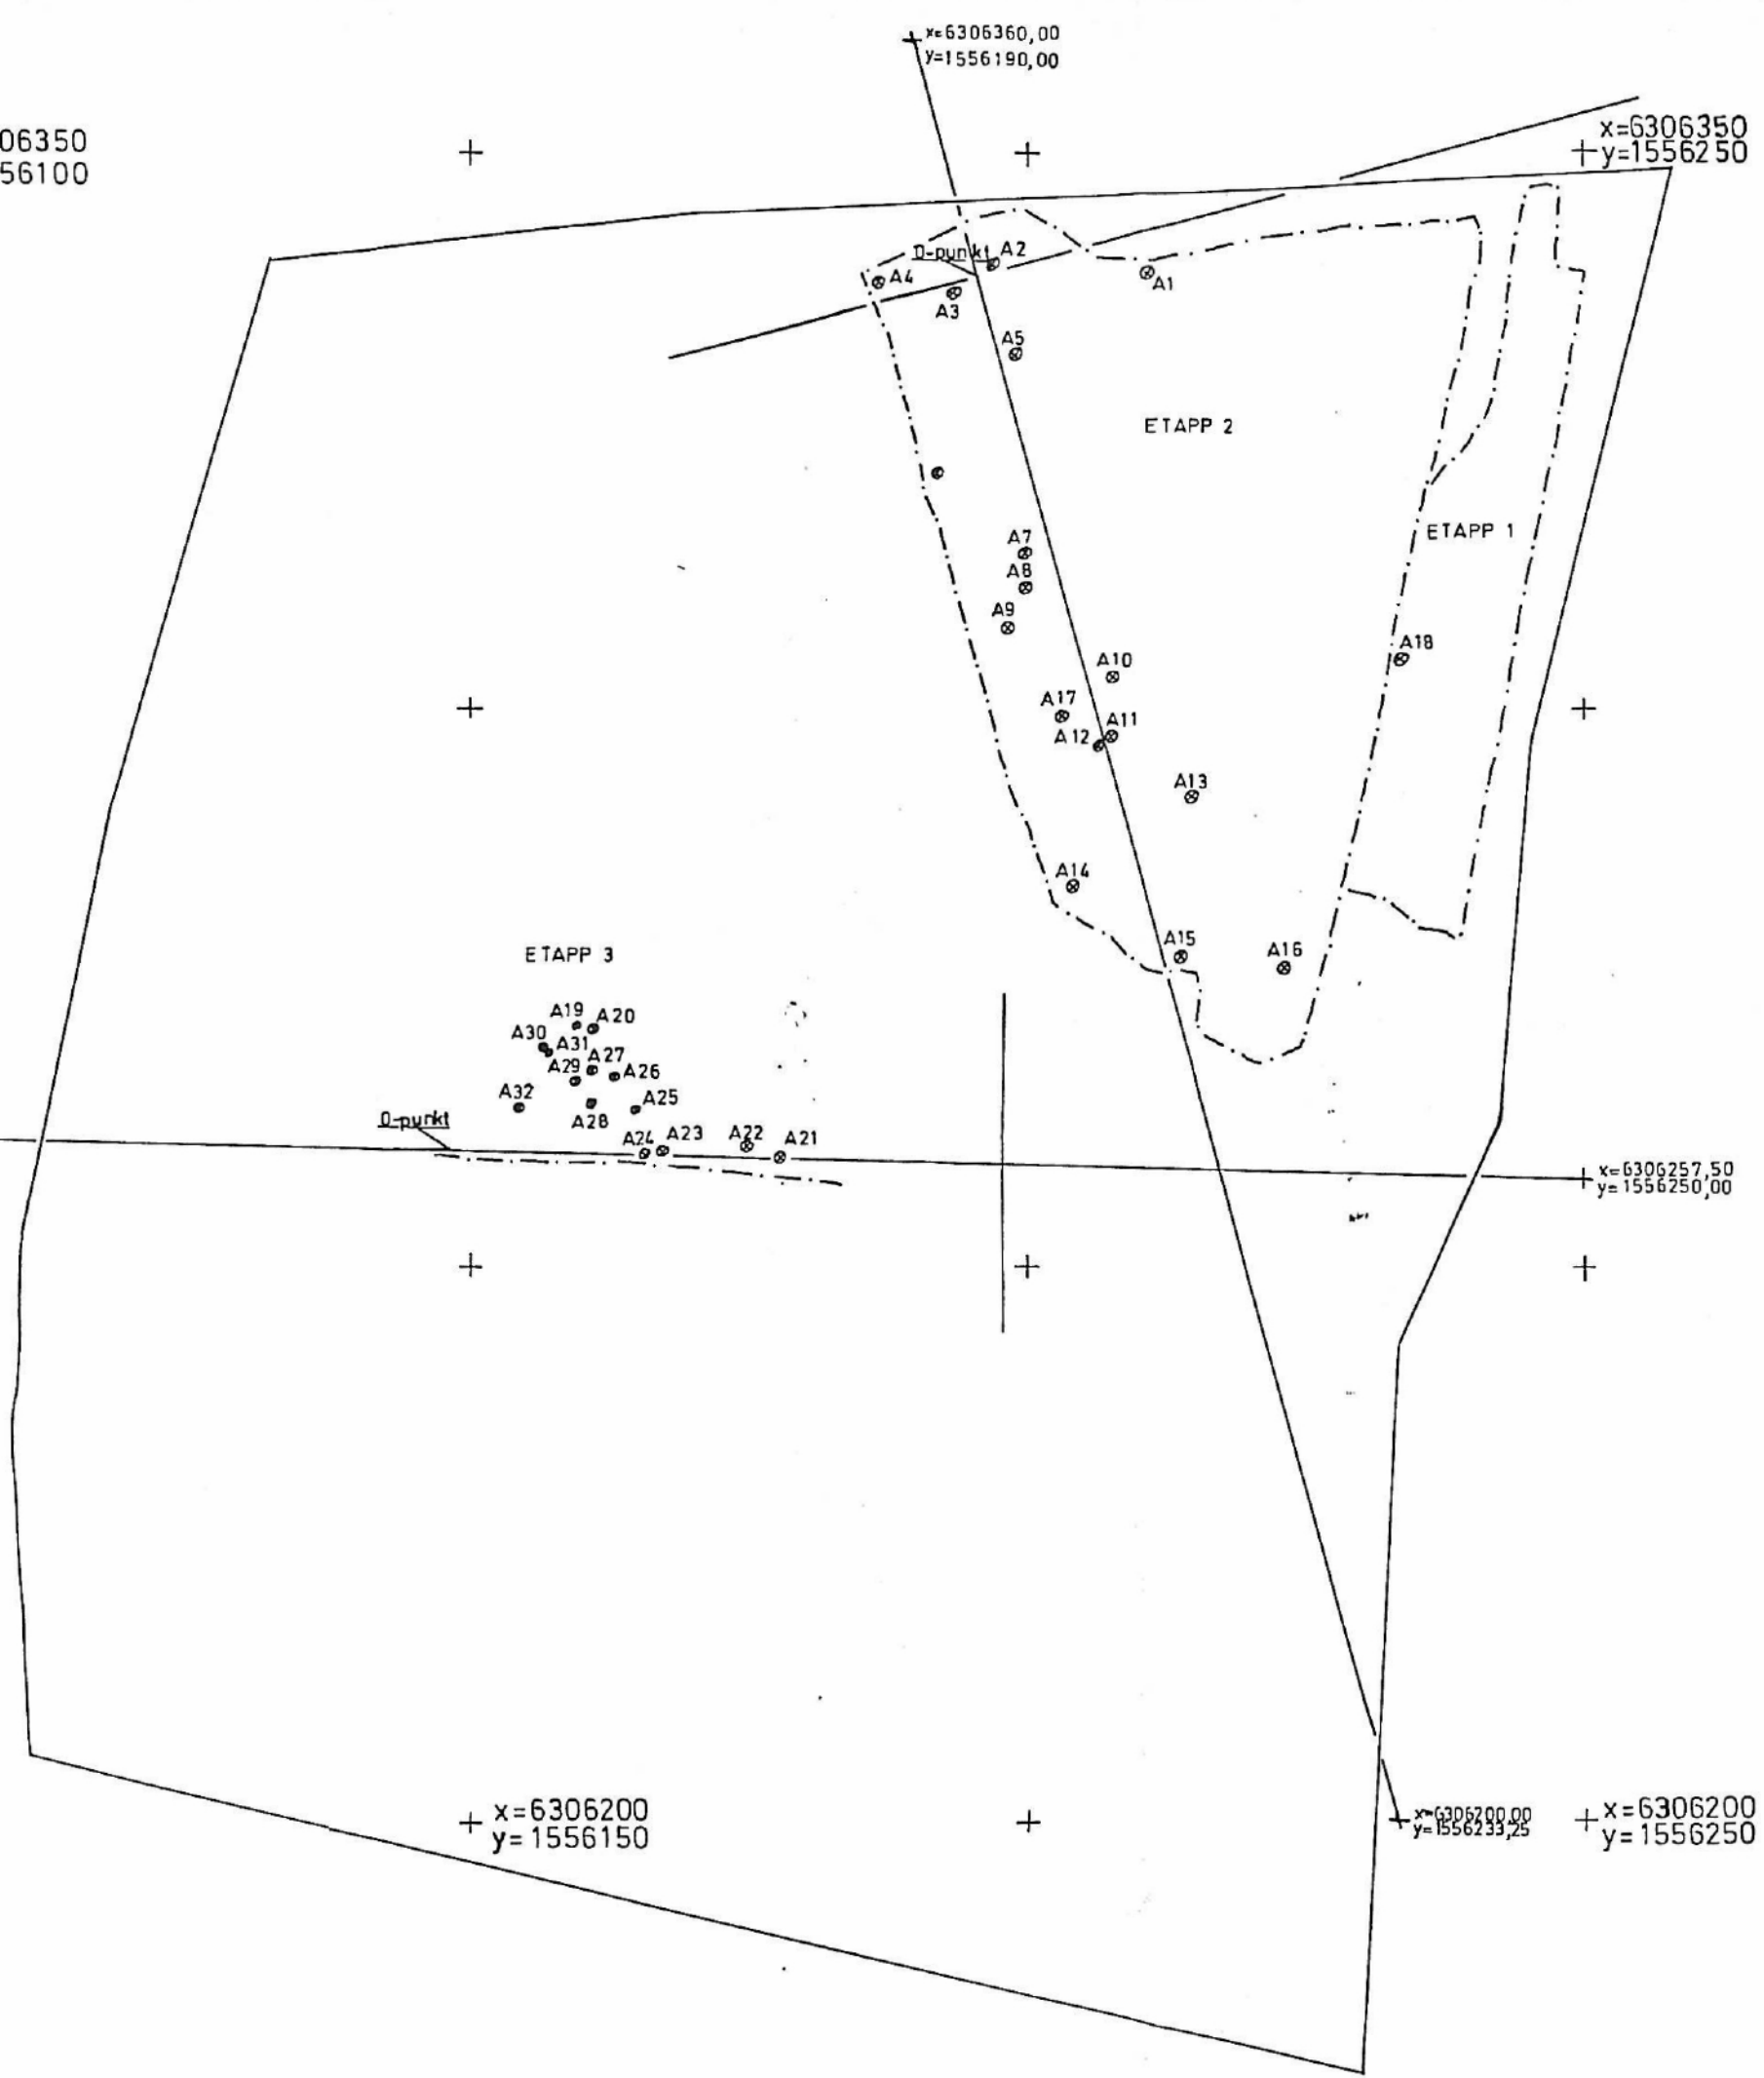 x=6306360,00
y=1556190,00
06350
56100
x=6306350
y=1556250
0-punkt
A2
A4
A1
A3
A5
ETAPP 2
ETAPP 1
A7
A8
A9
A10
A18
A17
A11
A12
A13
A14
A15
A16
ETAPP 3
A19
A20
A30
A31
A27
A29
A26
A32
A25
A28
0-punkt
A24
A23
A22
A21
x=6306257,50
y=1556250,00
x=6306200
y=1556150
x=6306200,00
y=1556233,25
x=6306200
y=1556250